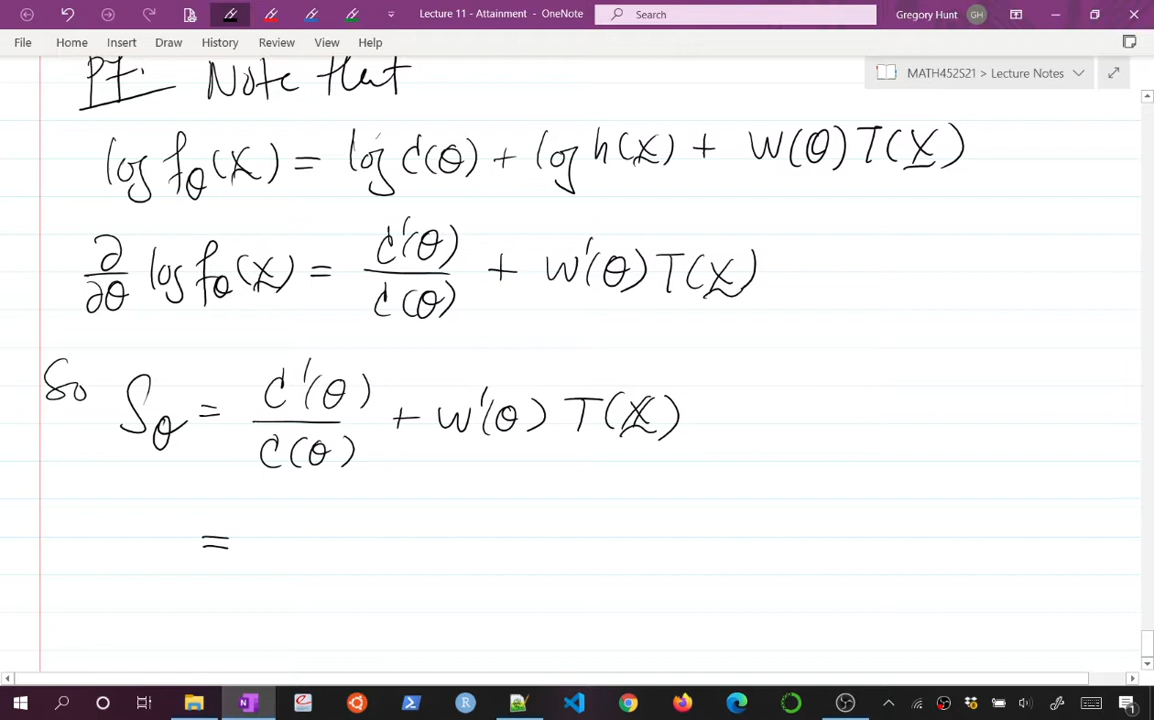 Lecture 11 - Attainment - OneNote
Search
Gregory Hunt GH
File Home Insert Draw History Review View Help
MATH452S21 > Lecture Notes
Pf: Note that
log f_θ(x) = log c(θ) + log h(x) + w(θ) T(x)
∂/∂θ log f_θ(x) = c'(θ)/c(θ) + w'(θ) T(x)
So S_θ = c'(θ)/c(θ) + w'(θ) T(X)
=